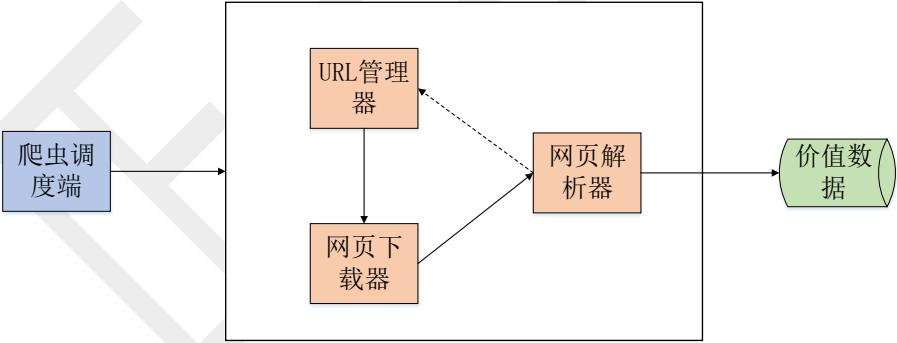 爬虫调
度端
URL管理
器
网页下
载器
网页解
析器
价值数
据